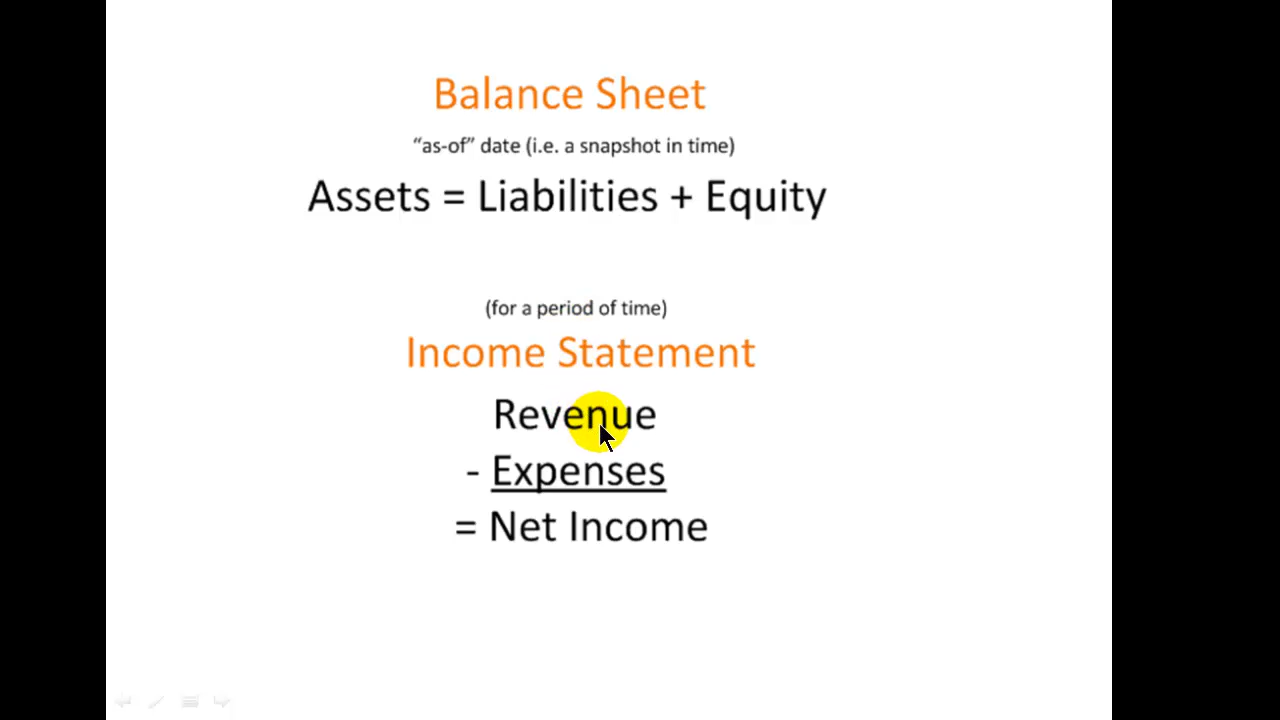 Balance Sheet
“as-of” date (i.e. a snapshot in time)
Assets = Liabilities + Equity
(for a period of time)
Income Statement
Revenue
- Expenses
= Net Income